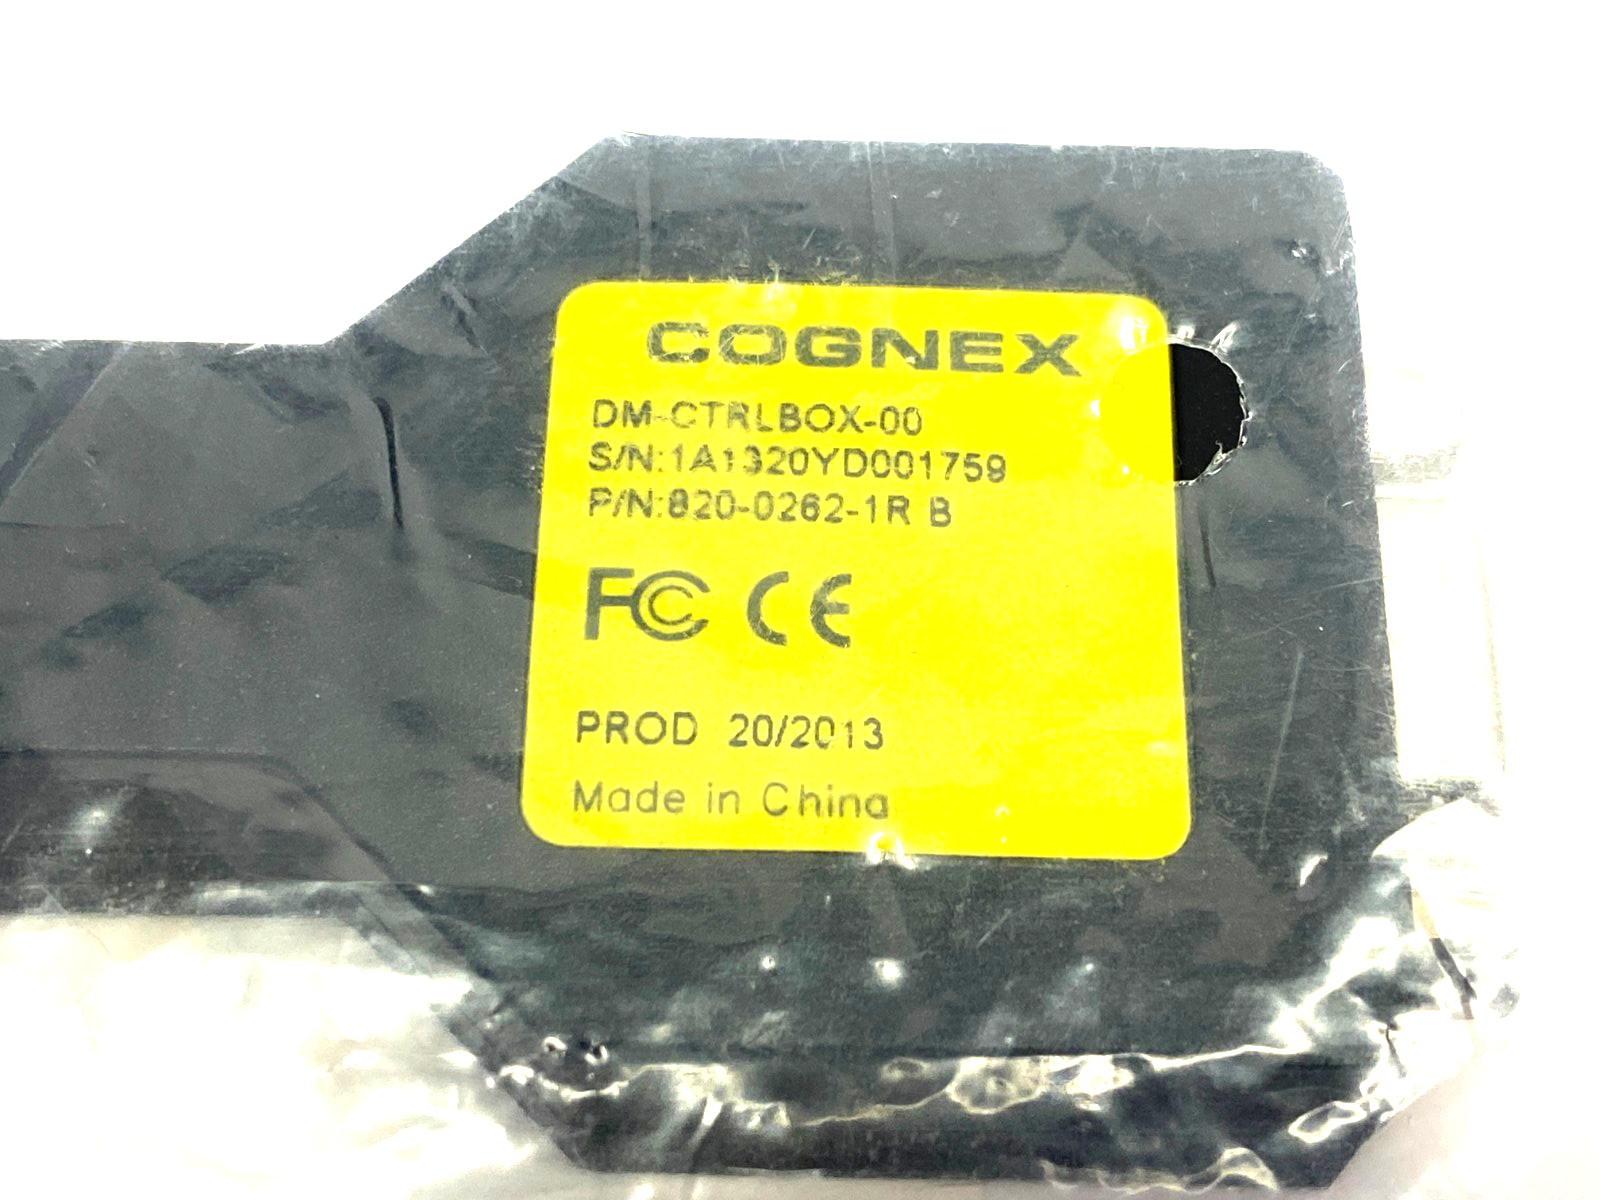 COGNEX
DM-CTRLBOX-00
S/N:1A1320YD001759
P/N:820-0262-1R B
FC CE
PROD 20/2013
Made in China